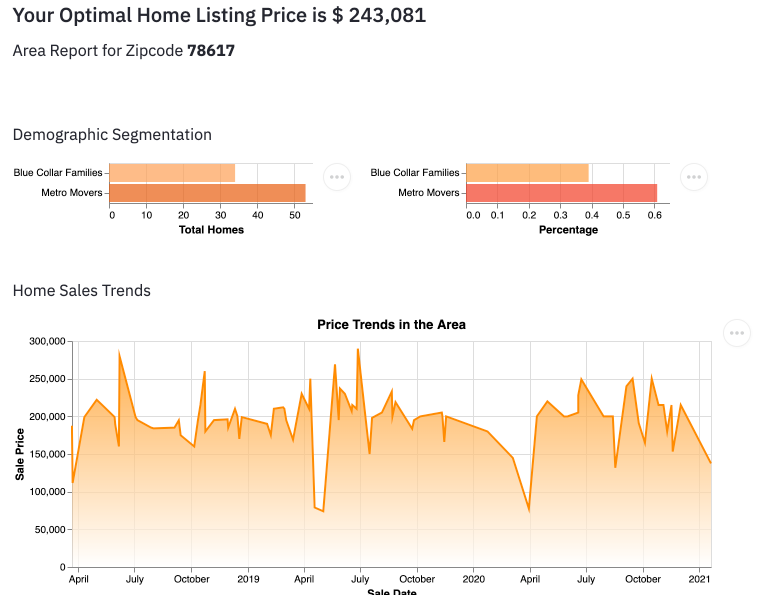 Your Optimal Home Listing Price is $ 243,081
Area Report for Zipcode 78617
Demographic Segmentation
Blue Collar Families
Metro Movers
0 10 20 30 40 50
Total Homes
Blue Collar Families
Metro Movers
0.0 0.1 0.2 0.3 0.4 0.5 0.6
Percentage
Home Sales Trends
Price Trends in the Area
300,000
250,000
200,000
150,000
100,000
50,000
0
Sale Price
April July October 2019 April July October 2020 April July October 2021
Sale Date